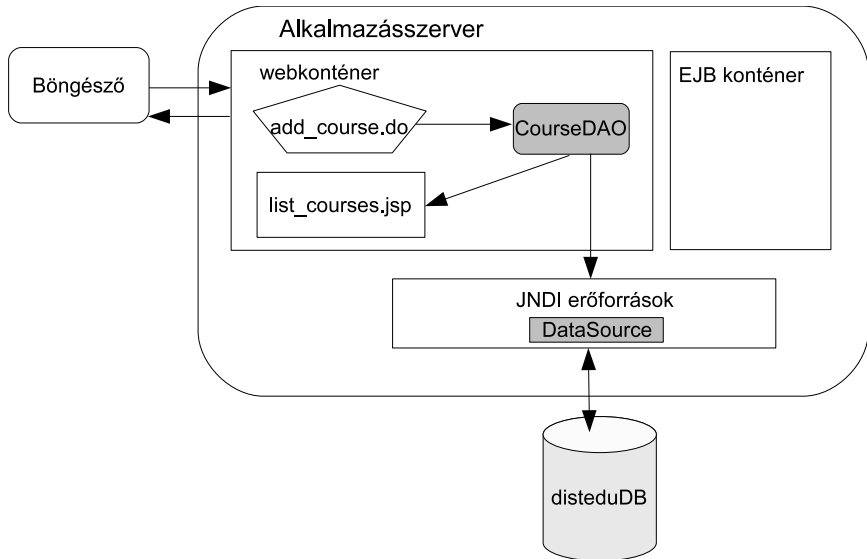 Alkalmazásszerver
Böngésző
webkonténer
EJB konténer
add_course.do
CourseDAO
list_courses.jsp
JNDI erőforrások
DataSource
disteduDB